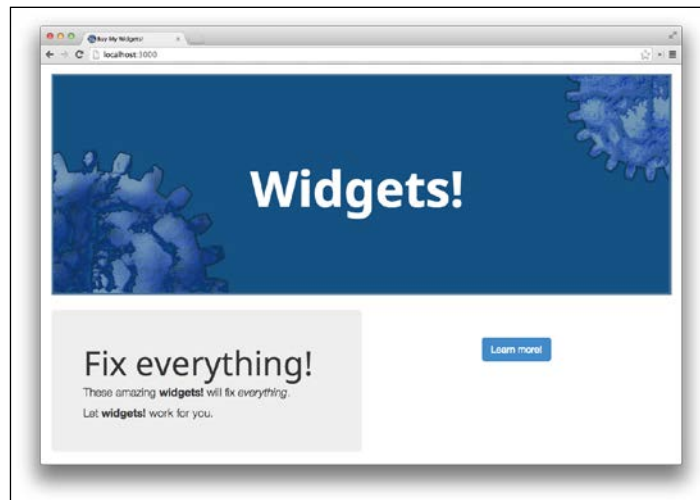 Buy My Widgets!
localhost:3000
Widgets!
Fix everything!
These amazing widgets! will fix everything.
Let widgets! work for you.
Learn more!